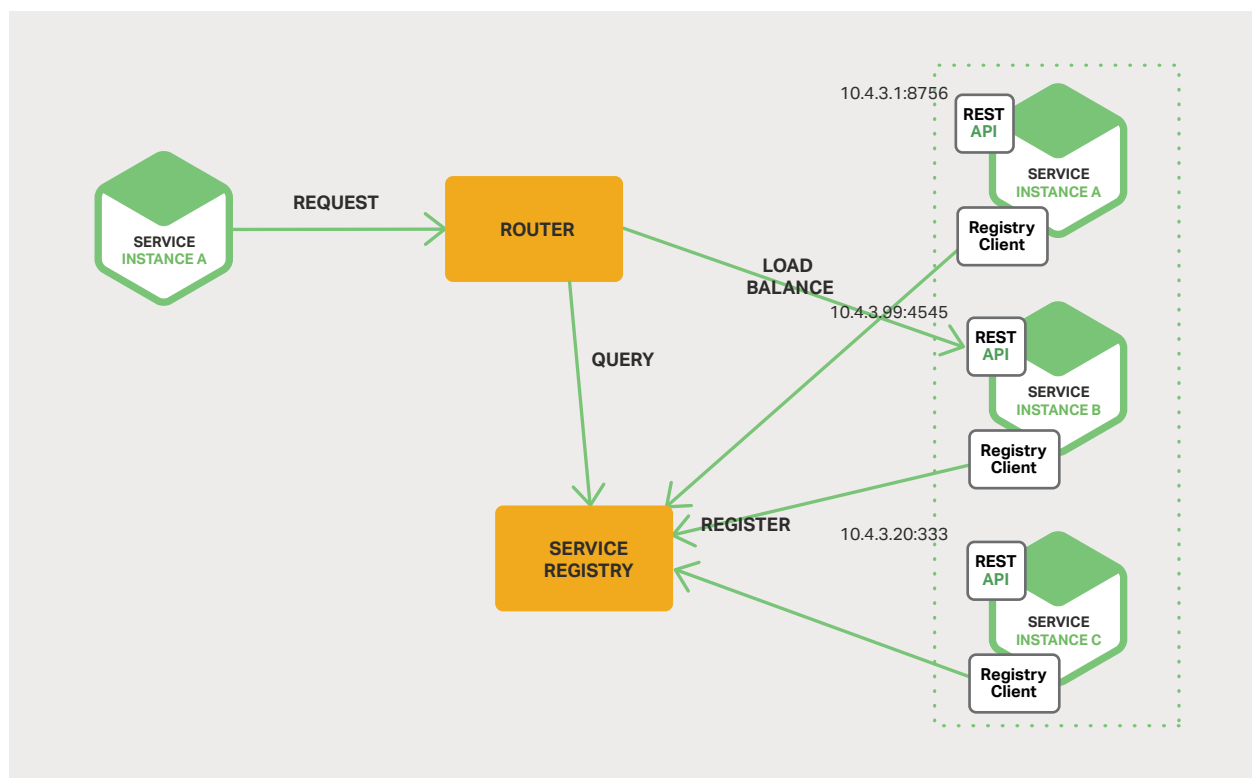 SERVICE
INSTANCE A
REQUEST
ROUTER
LOAD
BALANCE
QUERY
SERVICE
REGISTRY
REGISTER
10.4.3.1:8756
REST
API
SERVICE
INSTANCE A
Registry
Client
10.4.3.99:4545
REST
API
SERVICE
INSTANCE B
Registry
Client
10.4.3.20:333
REST
API
SERVICE
INSTANCE C
Registry
Client